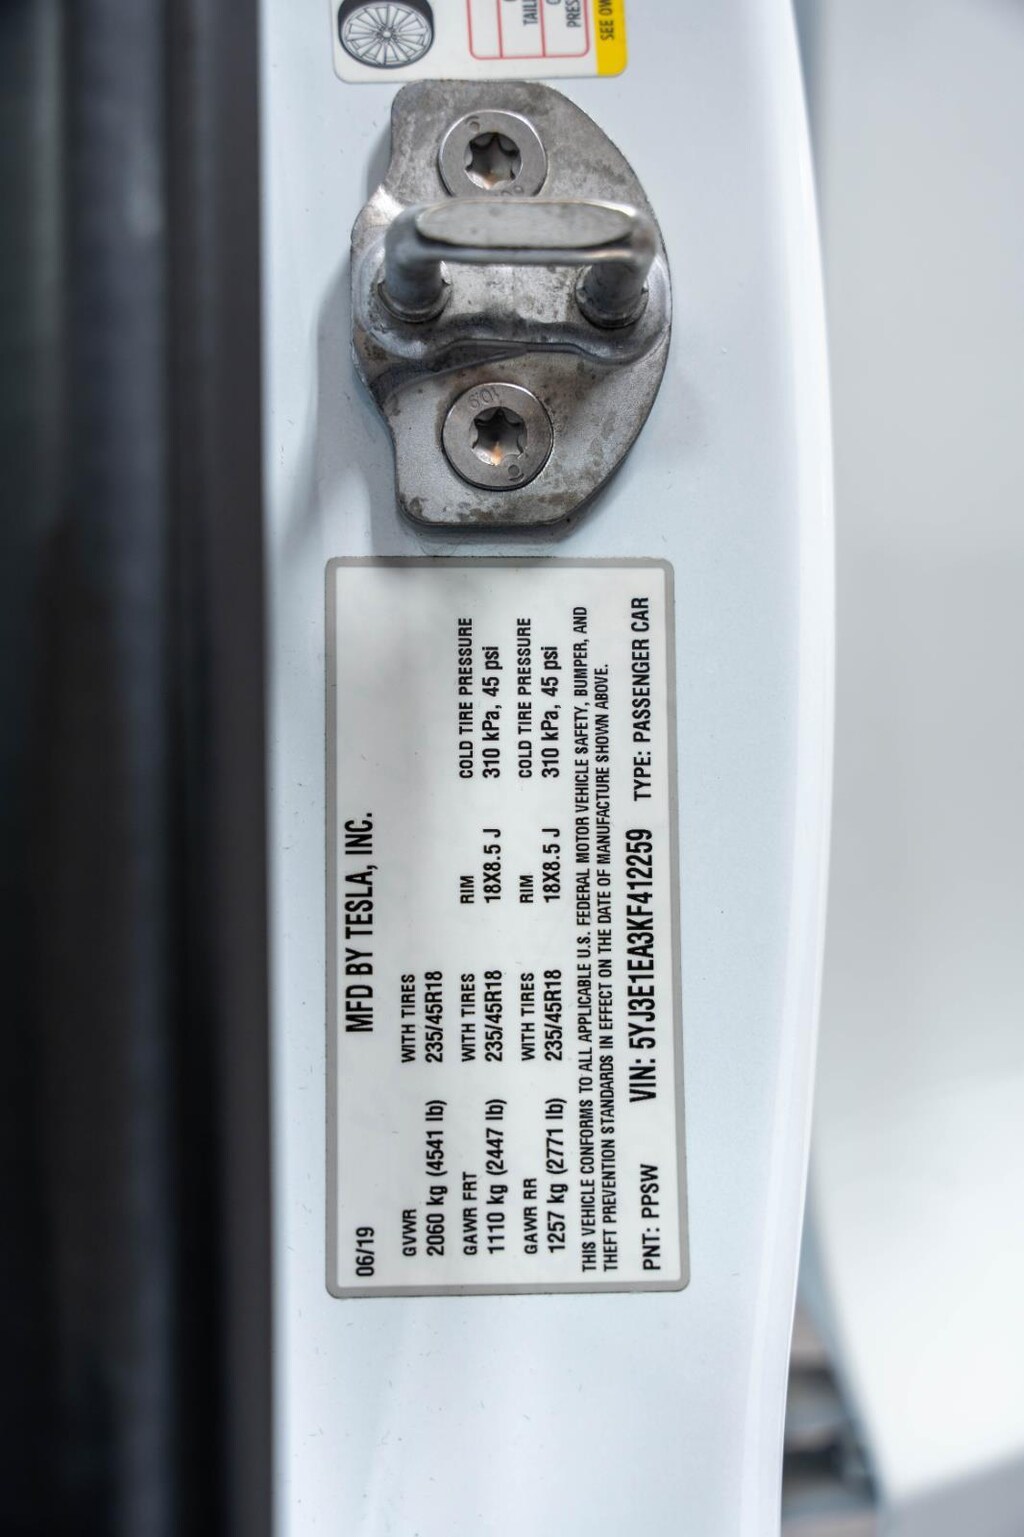 SEE OW
06/19
MFD BY TESLA, INC.
GVWR WITH TIRES
2060 kg (4541 lb) 235/45R18
GAWR FRT WITH TIRES RIM COLD TIRE PRESSURE
1110 kg (2447 lb) 235/45R18 18X8.5 J 310 kPa, 45 psi
GAWR RR WITH TIRES RIM COLD TIRE PRESSURE
1257 kg (2771 lb) 235/45R18 18X8.5 J 310 kPa, 45 psi
THIS VEHICLE CONFORMS TO ALL APPLICABLE U.S. FEDERAL MOTOR VEHICLE SAFETY, BUMPER, AND
THEFT PREVENTION STANDARDS IN EFFECT ON THE DATE OF MANUFACTURE SHOWN ABOVE.
PNT: PPSW VIN: 5YJ3E1EA3KF412259 TYPE: PASSENGER CAR
10.9